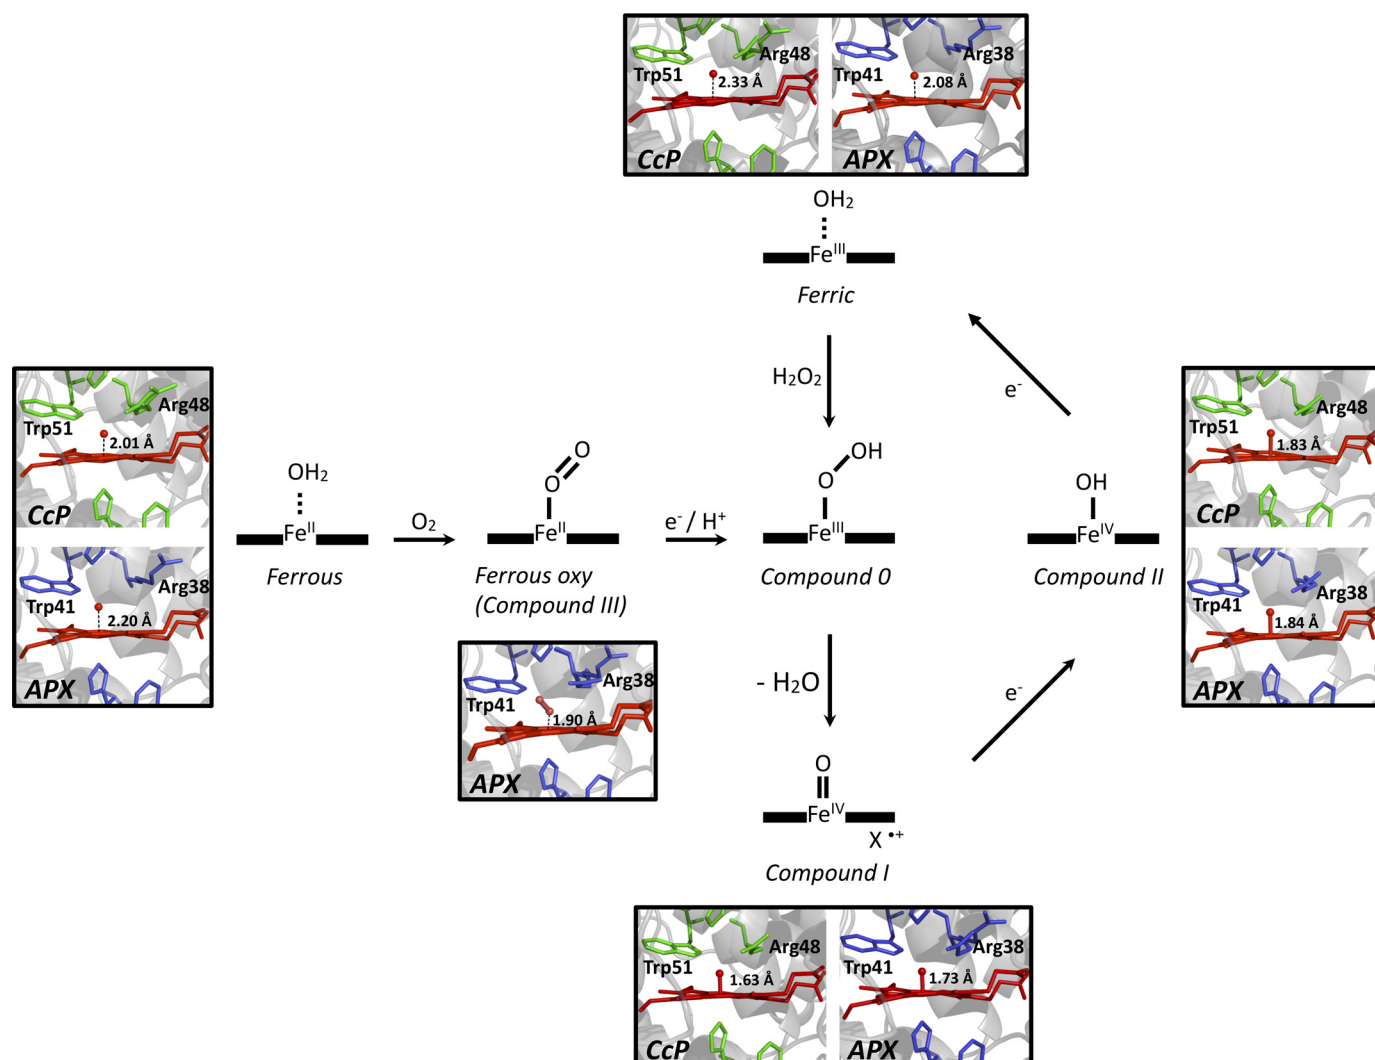 Trp51
Arg48
2.33 Å
CcP
Trp41
Arg38
2.08 Å
APX
OH₂
Feᴵᴵᴵ
Ferric
H₂O₂
e⁻
Trp51
Arg48
2.01 Å
CcP
Trp41
Arg38
2.20 Å
APX
OH₂
Feᴵᴵ
Ferrous
O₂
O
O
Feᴵᴵ
Ferrous oxy
(Compound III)
e⁻ / H⁺
OH
O
Feᴵᴵᴵ
Compound 0
OH
Feᴵⱽ
Compound II
Trp51
Arg48
1.83 Å
CcP
Trp41
Arg38
1.84 Å
APX
Trp41
Arg38
1.90 Å
APX
- H₂O
e⁻
O
Feᴵⱽ
X •⁺
Compound I
Trp51
Arg48
1.63 Å
CcP
Trp41
Arg38
1.73 Å
APX